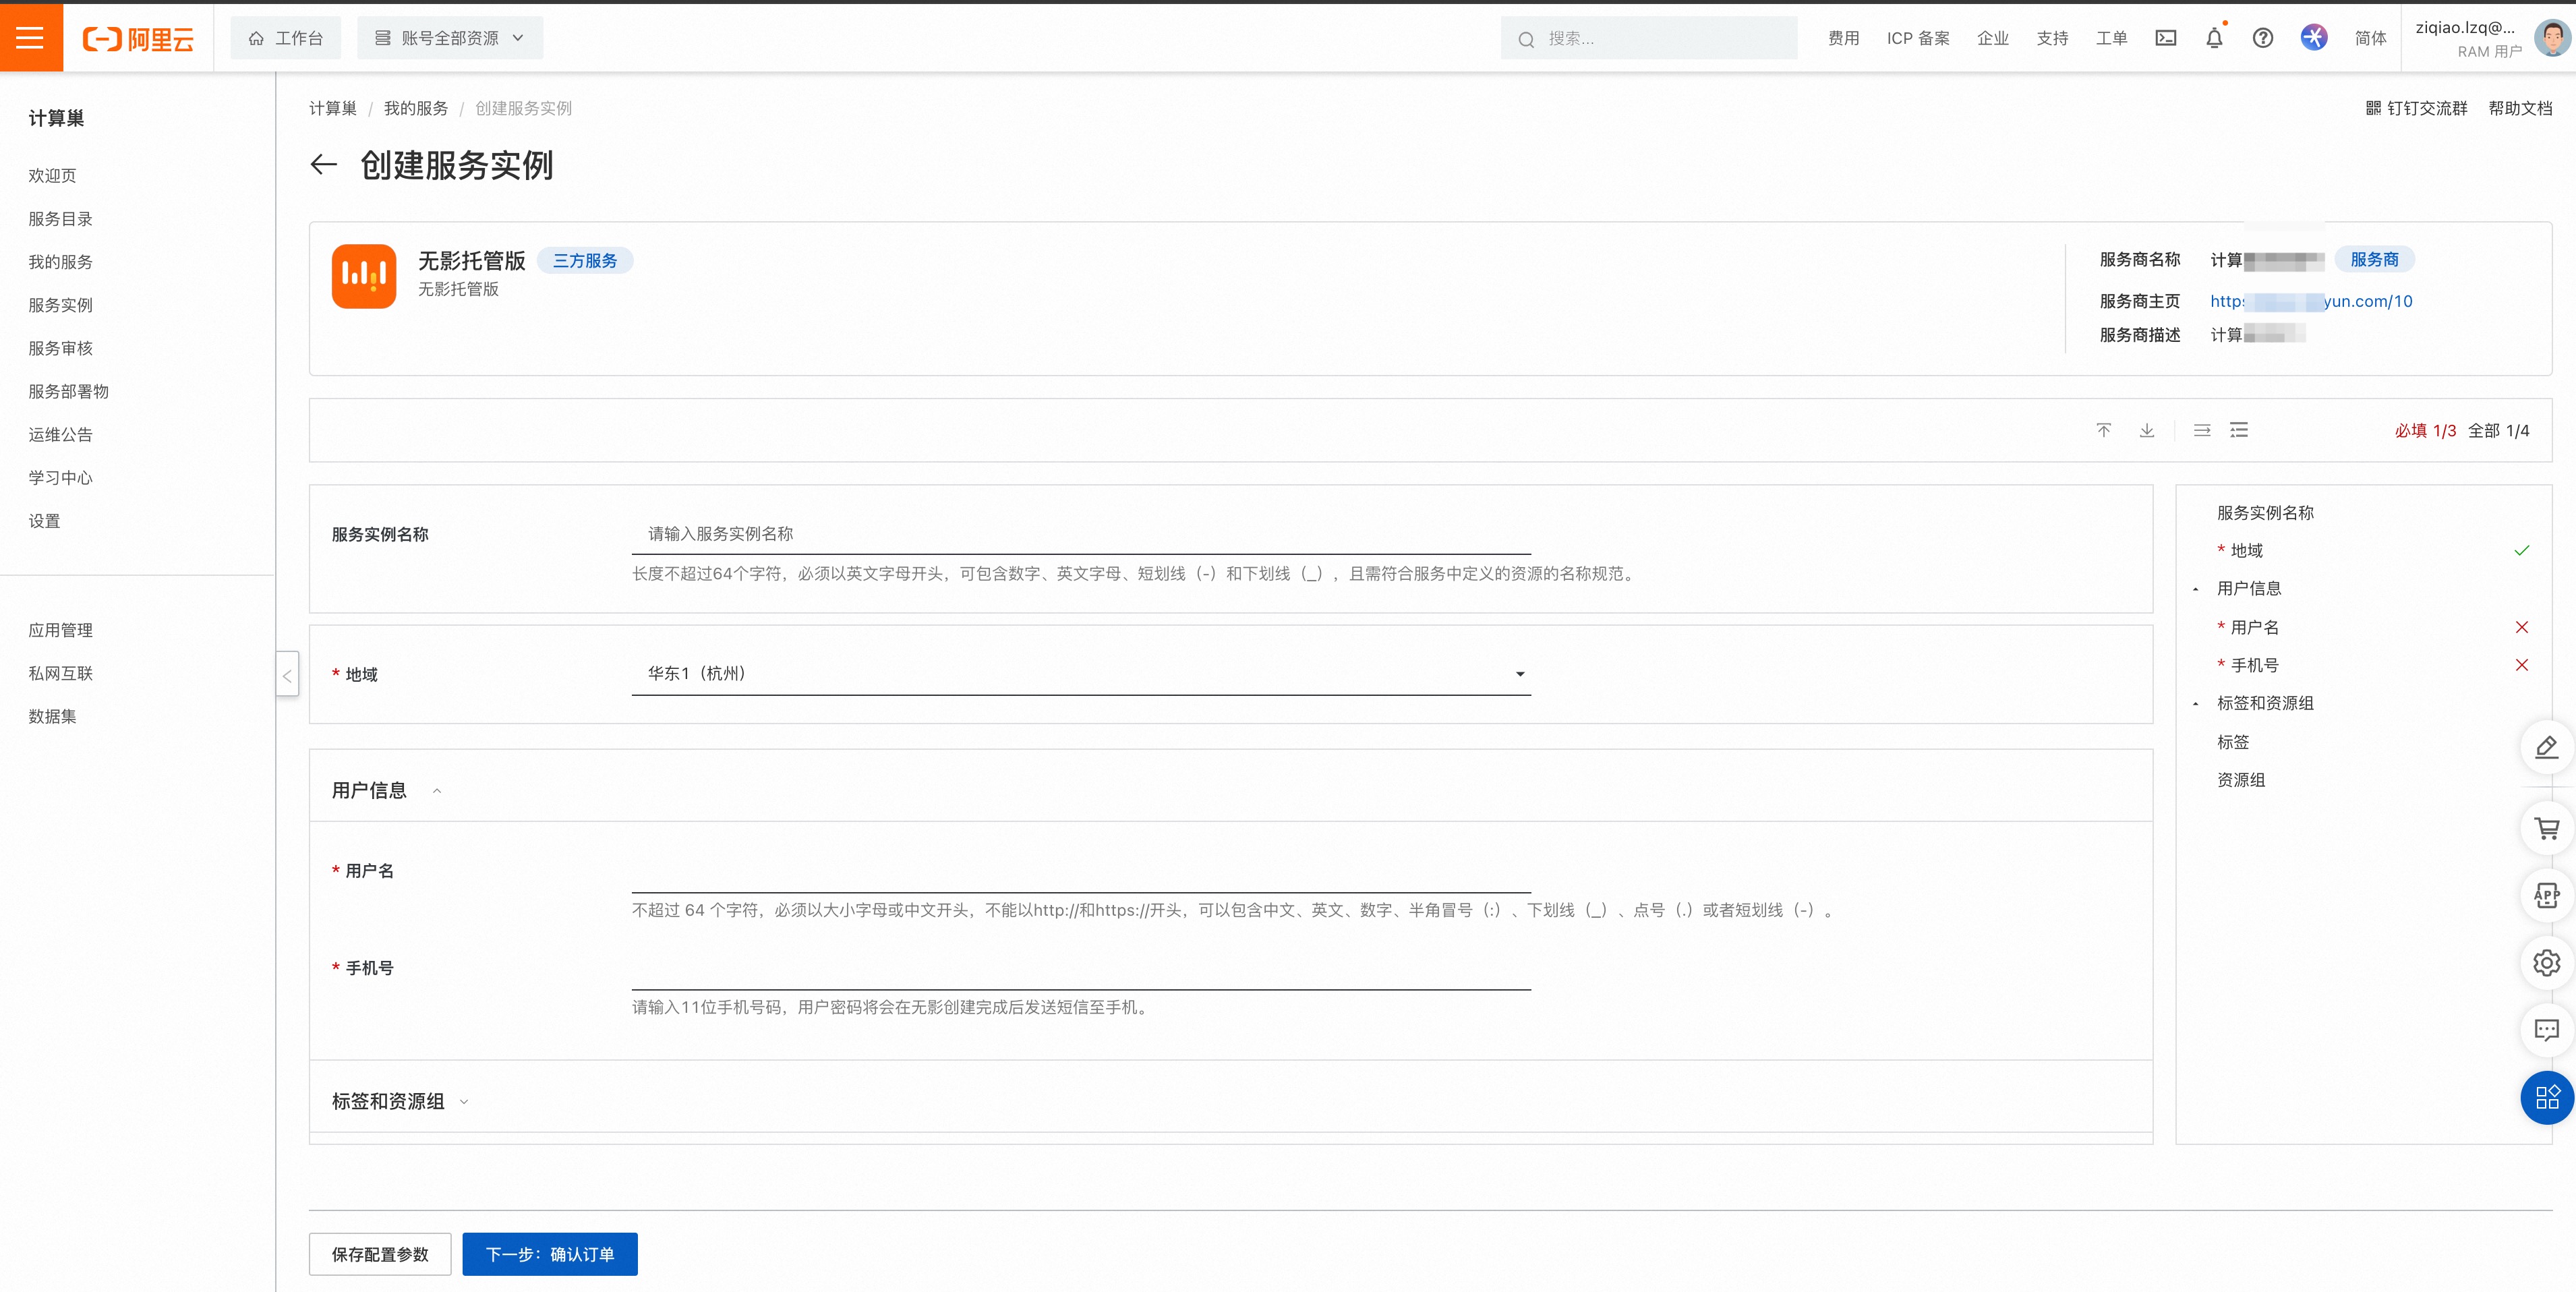 阿里云
工作台
账号全部资源
搜索...
费用
ICP 备案
企业
支持
工单
简体
ziqiao.lzq@...
RAM 用户
计算巢
欢迎页
服务目录
我的服务
服务实例
服务审核
服务部署物
运维公告
学习中心
设置
应用管理
私网互联
数据集
计算巢 / 我的服务 / 创建服务实例
钉钉交流群 帮助文档
创建服务实例
无影托管版 三方服务
无影托管版
服务商名称 计算 服务商
服务商主页 http yun.com/10
服务商描述 计算
必填 1/3 全部 1/4
服务实例名称
请输入服务实例名称
长度不超过64个字符，必须以英文字母开头，可包含数字、英文字母、短划线（-）和下划线（_），且需符合服务中定义的资源的名称规范。
* 地域
华东1（杭州）
用户信息
* 用户名
不超过 64 个字符，必须以大小字母或中文开头，不能以http://和https://开头，可以包含中文、英文、数字、半角冒号（:）、下划线（_）、点号（.）或者短划线（-）。
* 手机号
请输入11位手机号码，用户密码将会在无影创建完成后发送短信至手机。
标签和资源组
服务实例名称
* 地域
用户信息
* 用户名
* 手机号
标签和资源组
标签
资源组
APP
保存配置参数
下一步：确认订单